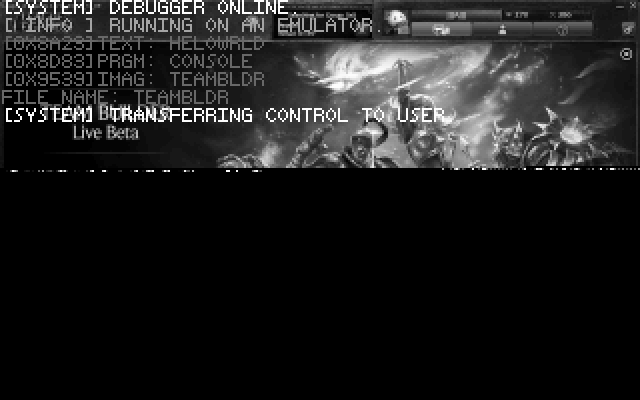 [SYSTEM] DEBUGGER ONLINE.
[ INFO ] RUNNING ON AN EMULATOR.
[0X8A29]TEXT: HELOWRLD
[0X8D83]PRGM: CONSOLE
[0X9539]IMAG: TEAMBLDR
FILE NAME: TEAMBLDR
[SYSTEM] TRANSFERRING CONTROL TO USER
Live Beta